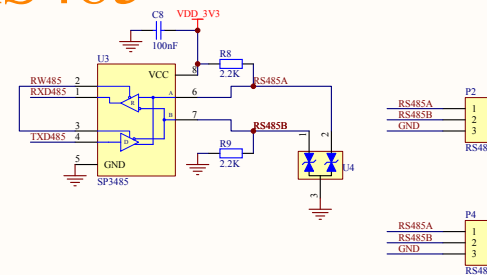 C8
VDD_3V3
100nF
U3
R8
VCC
8
2.2K
RS485A
RW485
2
RXD485
1
R
A
6
B
7
RS485B
3
TXD485
4
D
5
GND
SP3485
R9
2.2K
1
2
U4
3
P2
RS485A
1
RS485B
2
GND
3
RS48
P4
RS485A
1
RS485B
2
GND
3
RS48